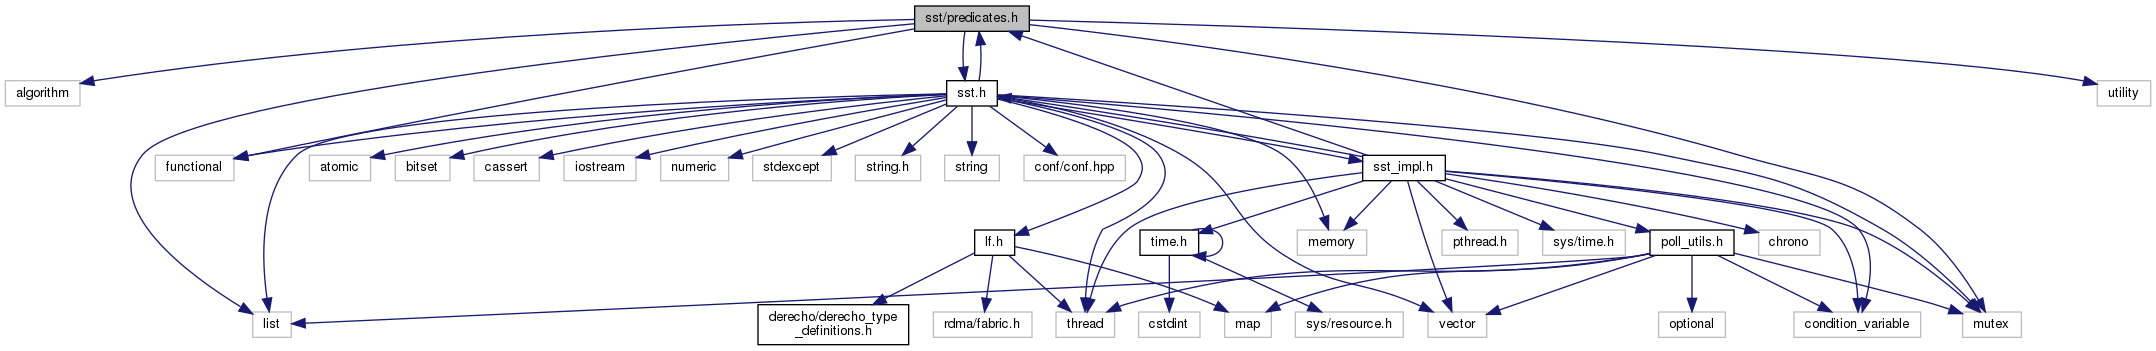 sst/predicates.h
algorithm
sst.h
utility
functional
atomic
bitset
cassert
iostream
numeric
stdexcept
string.h
string
conf/conf.hpp
sst_impl.h
lf.h
time.h
memory
pthread.h
sys/time.h
poll_utils.h
chrono
list
derecho/derecho_type
_definitions.h
rdma/fabric.h
thread
cstdint
map
sys/resource.h
vector
optional
condition_variable
mutex